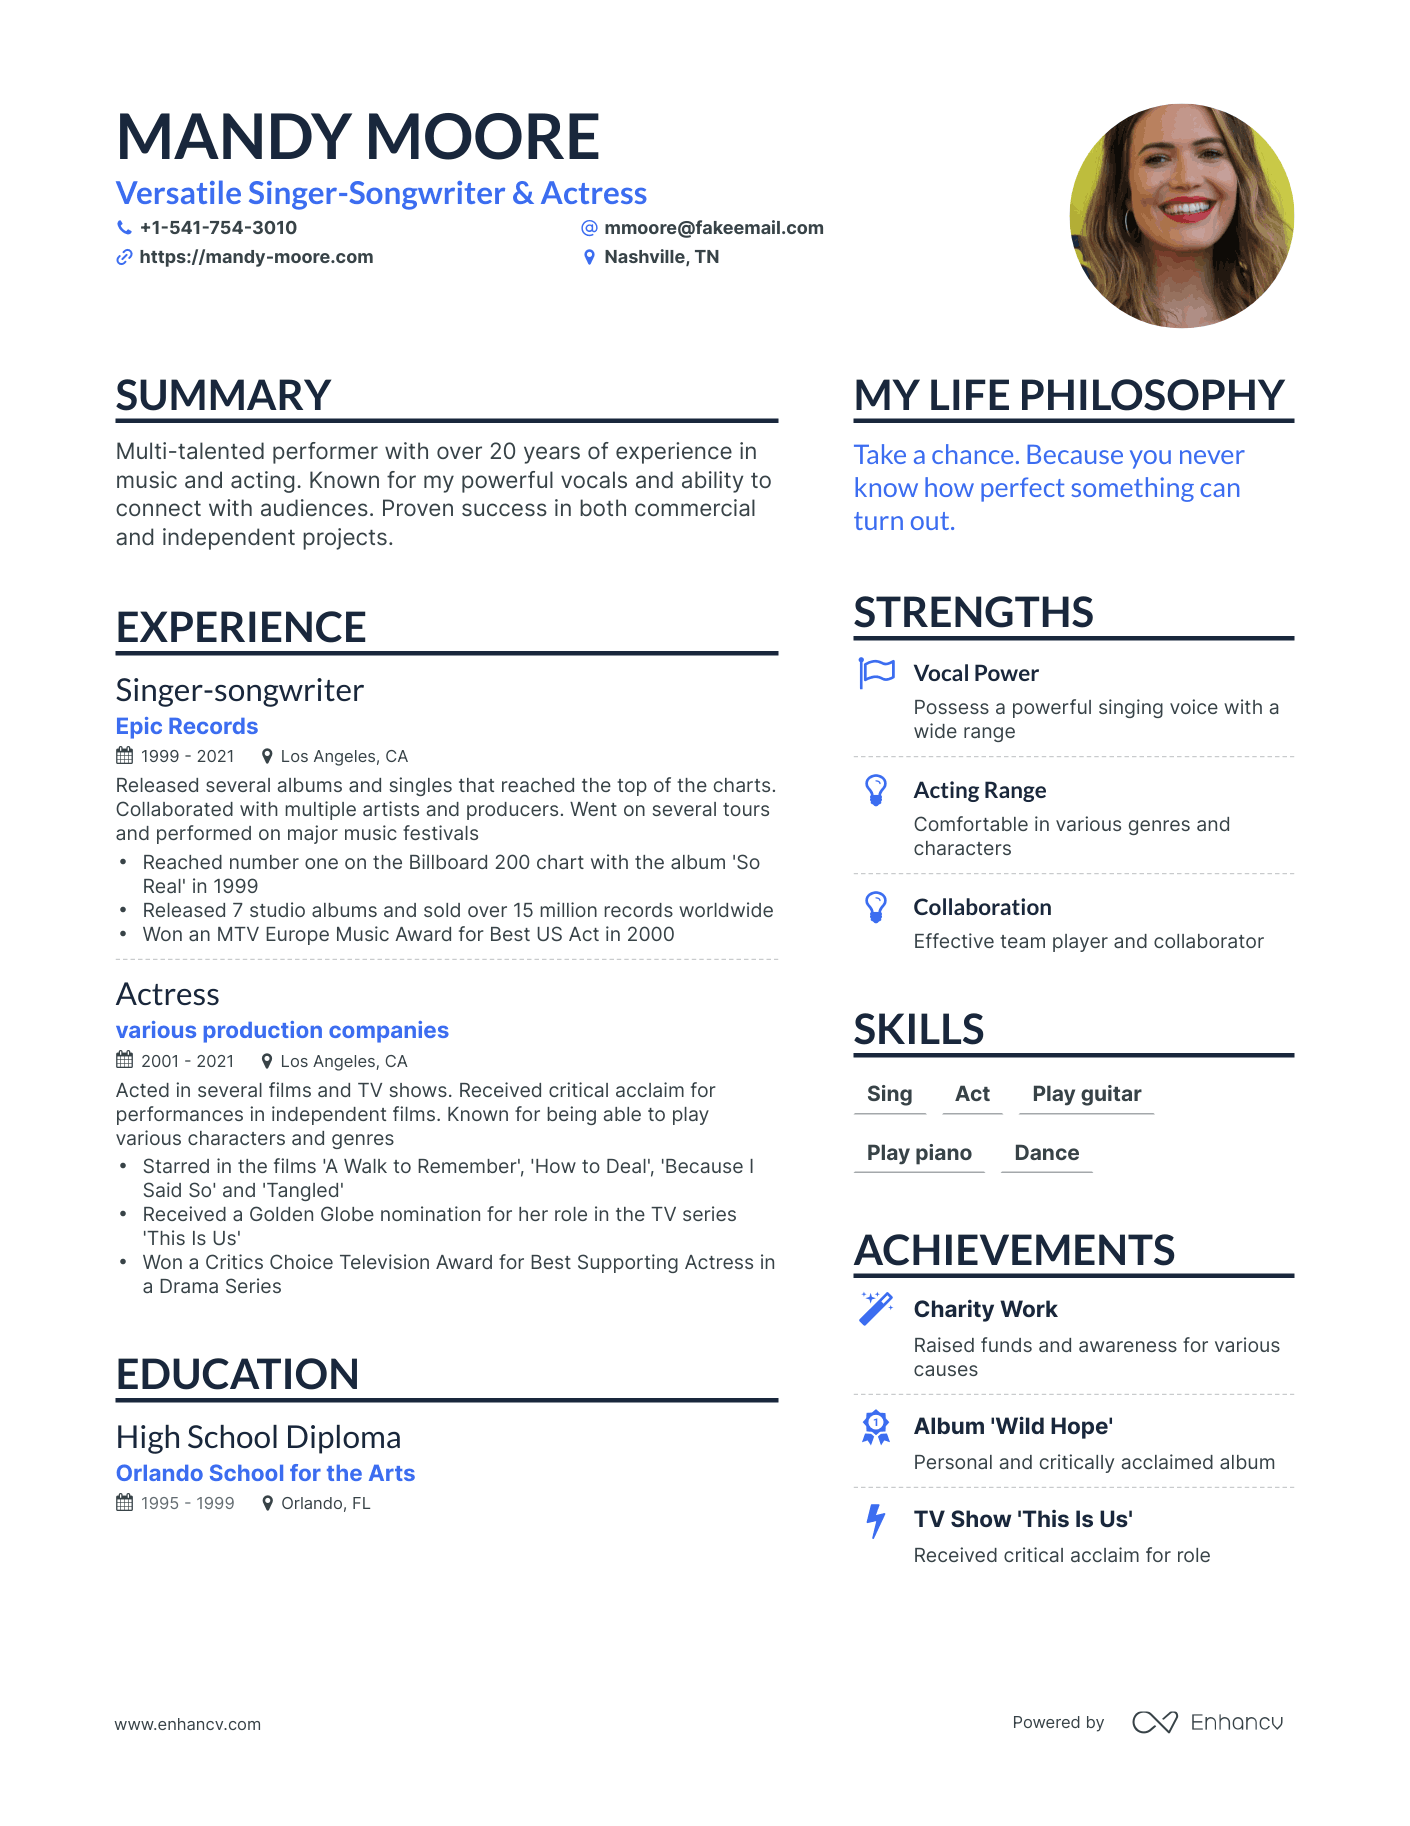 MANDY MOORE
Versatile Singer-Songwriter & Actress
+1-541-754-3010
mmoore@fakeemail.com
https://mandy-moore.com
Nashville, TN
SUMMARY
Multi-talented performer with over 20 years of experience in
music and acting. Known for my powerful vocals and ability to
connect with audiences. Proven success in both commercial
and independent projects.
EXPERIENCE
Singer-songwriter
Epic Records
1999 - 2021 Los Angeles, CA
Released several albums and singles that reached the top of the charts.
Collaborated with multiple artists and producers. Went on several tours
and performed on major music festivals
• Reached number one on the Billboard 200 chart with the album 'So
Real' in 1999
• Released 7 studio albums and sold over 15 million records worldwide
• Won an MTV Europe Music Award for Best US Act in 2000
Actress
various production companies
2001 - 2021 Los Angeles, CA
Acted in several films and TV shows. Received critical acclaim for
performances in independent films. Known for being able to play
various characters and genres
• Starred in the films 'A Walk to Remember', 'How to Deal', 'Because I
Said So' and 'Tangled'
• Received a Golden Globe nomination for her role in the TV series
'This Is Us'
• Won a Critics Choice Television Award for Best Supporting Actress in
a Drama Series
EDUCATION
High School Diploma
Orlando School for the Arts
1995 - 1999 Orlando, FL
MY LIFE PHILOSOPHY
Take a chance. Because you never
know how perfect something can
turn out.
STRENGTHS
Vocal Power
Possess a powerful singing voice with a
wide range
Acting Range
Comfortable in various genres and
characters
Collaboration
Effective team player and collaborator
SKILLS
Sing Act Play guitar
Play piano Dance
ACHIEVEMENTS
Charity Work
Raised funds and awareness for various
causes
1
Album 'Wild Hope'
Personal and critically acclaimed album
TV Show 'This Is Us'
Received critical acclaim for role
www.enhancv.com
Powered by Enhancv